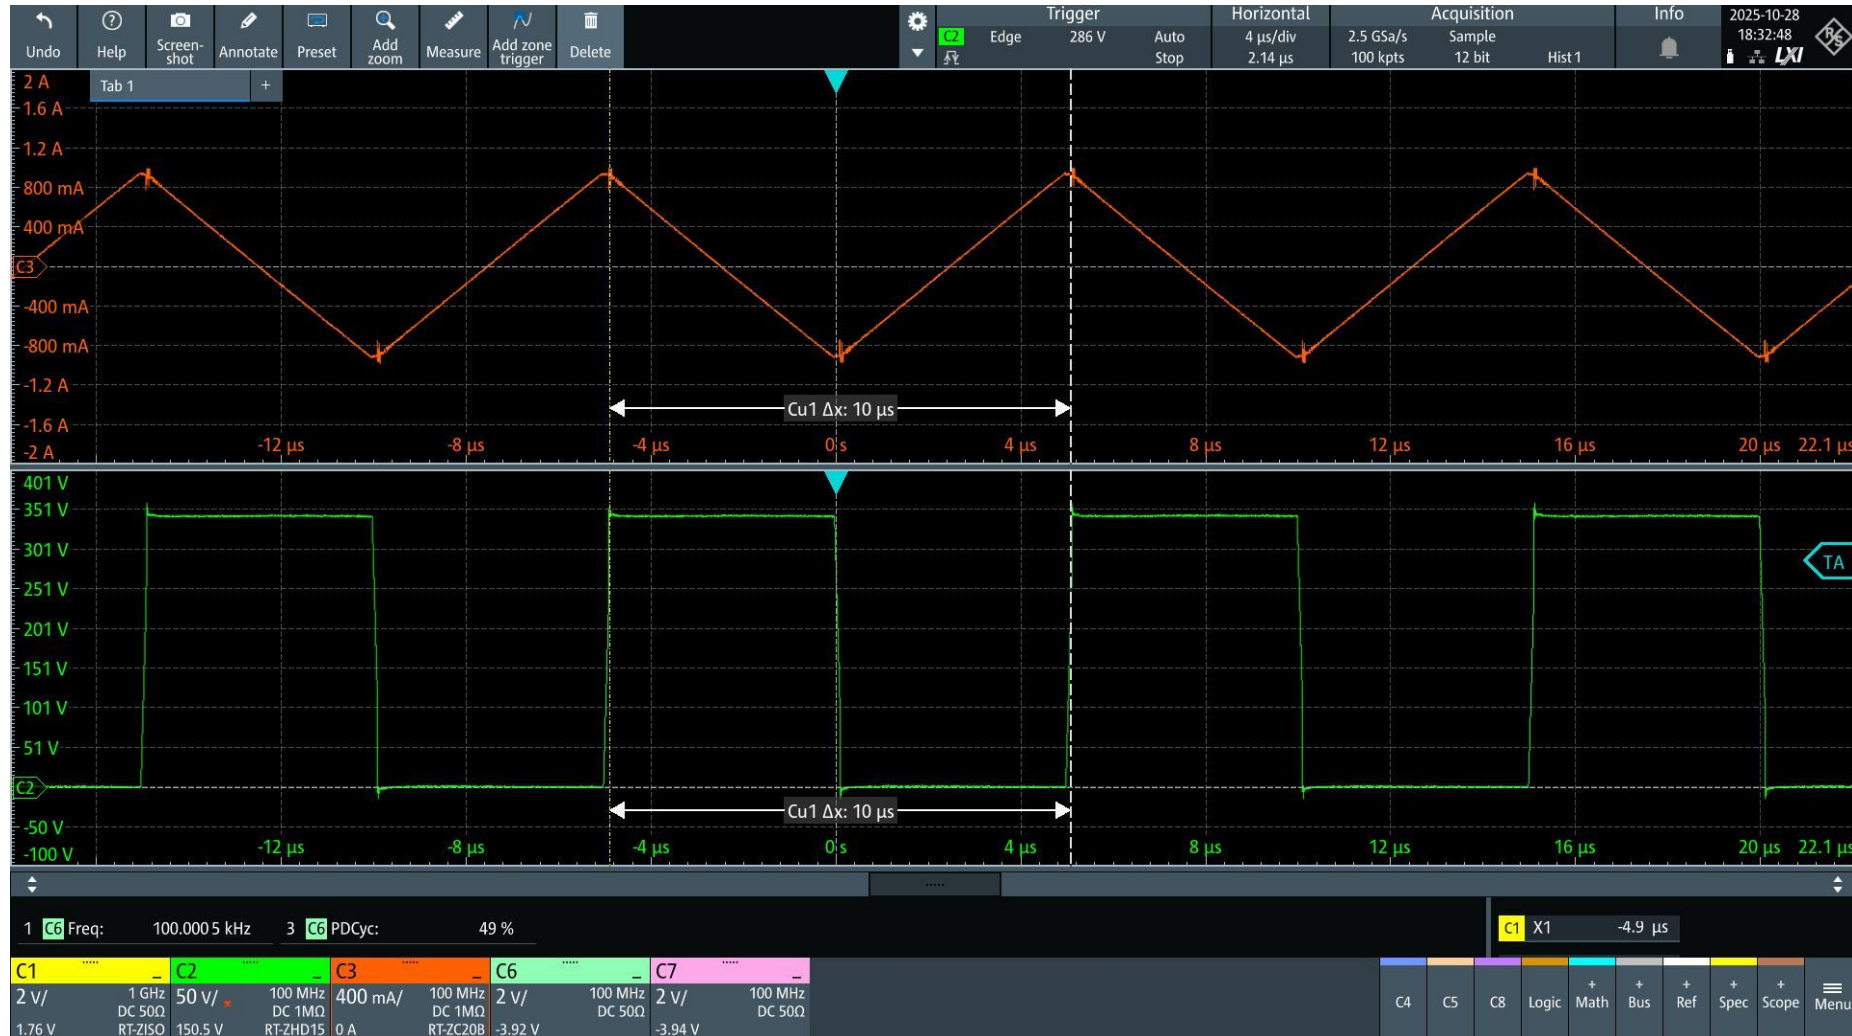 Undo
Help
Screen-
shot
Annotate
Preset
Add
zoom
Measure
Add zone
trigger
Delete
Trigger
C2 Edge 286 V Auto
Stop
Horizontal
4 µs/div
2.14 µs
Acquisition
2.5 GSa/s Sample
100 kpts 12 bit Hist 1
Info
2025-10-28
18:32:48
R&S
LXI
Tab 1 +
2 A
1.6 A
1.2 A
800 mA
400 mA
C3
-400 mA
-800 mA
-1.2 A
-1.6 A
-2 A
Cu1 Δx: 10 µs
-12 µs -8 µs -4 µs 0 s 4 µs 8 µs 12 µs 16 µs 20 µs 22.1 µs
401 V
351 V
301 V
251 V
201 V
151 V
101 V
51 V
C2
-50 V
-100 V
TA
Cu1 Δx: 10 µs
-12 µs -8 µs -4 µs 0 s 4 µs 8 µs 12 µs 16 µs 20 µs 22.1 µs
1 C6 Freq: 100.000 5 kHz 3 C6 PDCyc: 49 %
C1 X1 -4.9 µs
C1
2 V/ 1 GHz
DC 50Ω
1.76 V RT-ZISO
C2
50 V/ 100 MHz
DC 1MΩ
150.5 V RT-ZHD15
C3
400 mA/ 100 MHz
DC 1MΩ
0 A RT-ZC20B
C6
2 V/ 100 MHz
DC 50Ω
-3.92 V
C7
2 V/ 100 MHz
DC 50Ω
-3.94 V
C4
C5
C8
Logic
+
Math
+
Bus
+
Ref
+
Spec
+
Scope
Menu